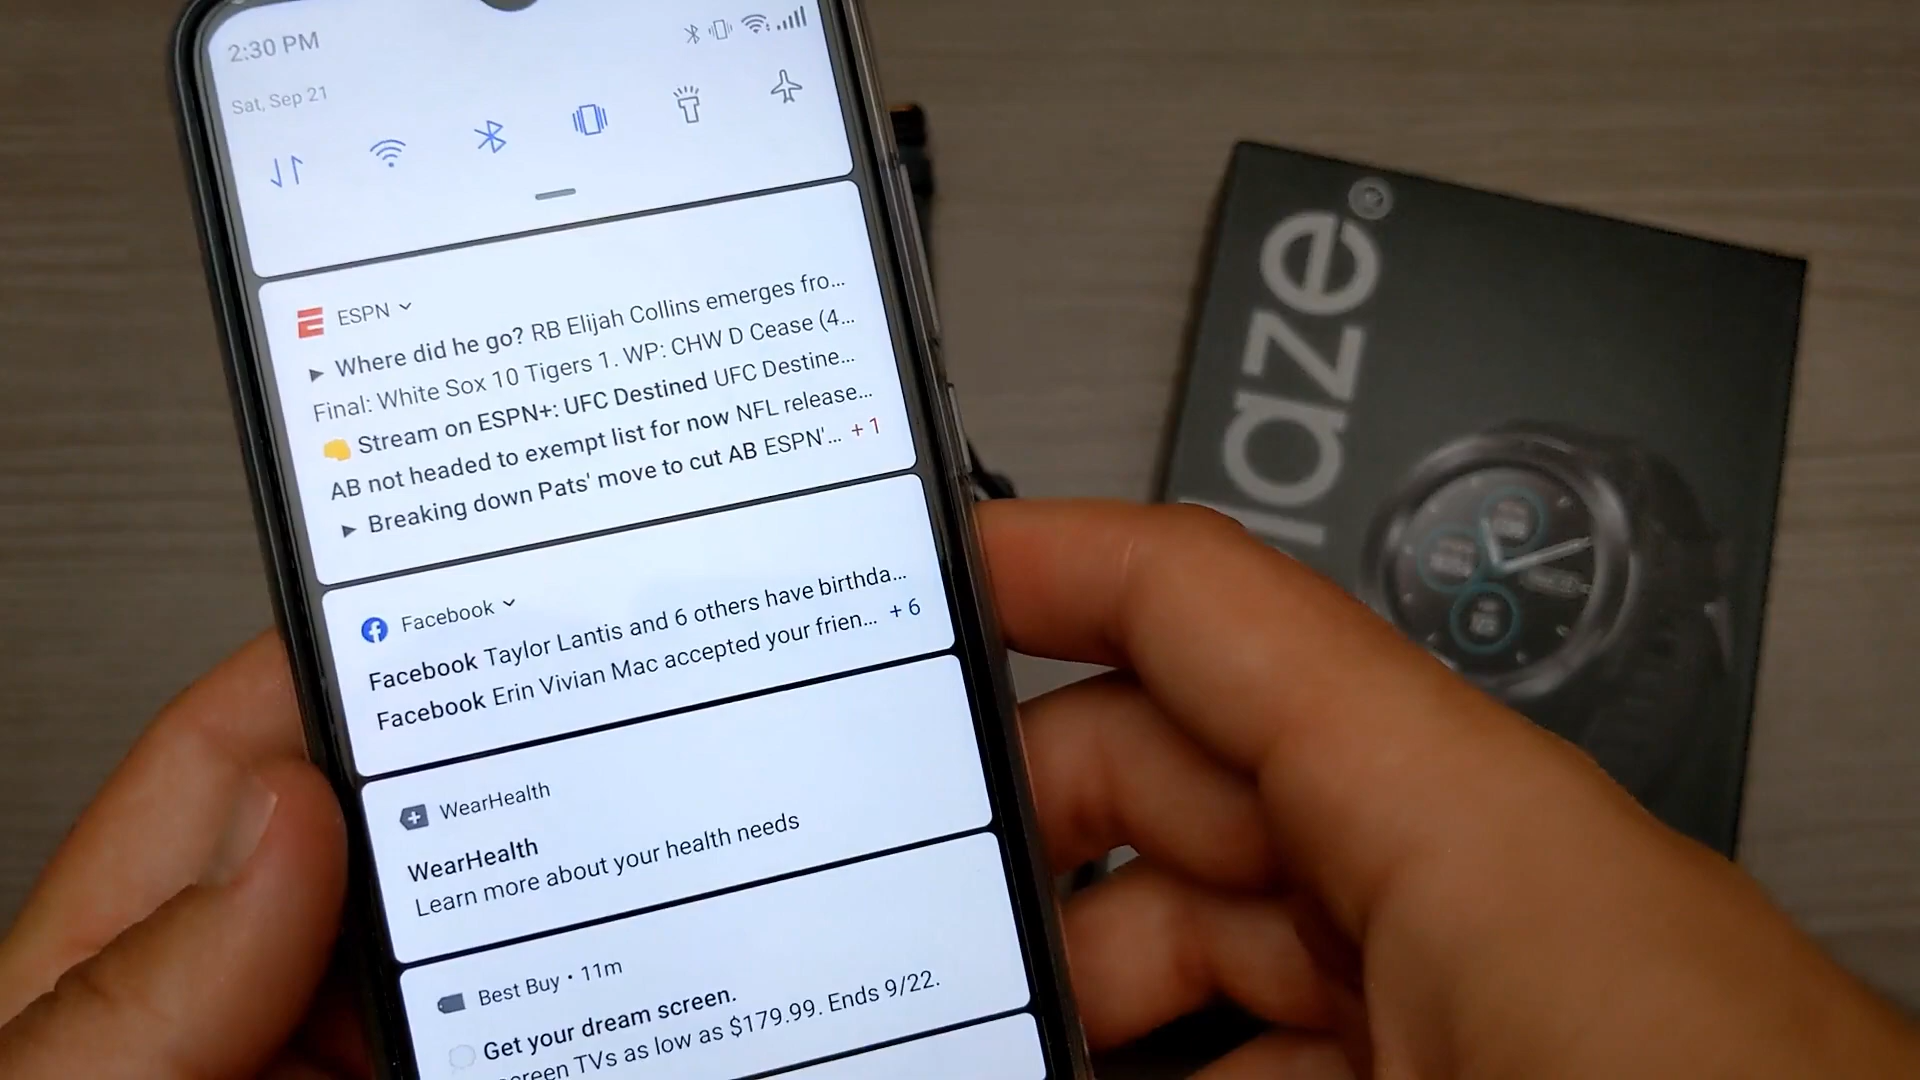 2:30 PM
Sat, Sep 21
ESPN
Where did he go? RB Elijah Collins emerges fro...
Final: White Sox 10 Tigers 1. WP: CHW D Cease (4...
👊 Stream on ESPN+: UFC Destined UFC Destine...
AB not headed to exempt list for now NFL release...
Breaking down Pats' move to cut AB ESPN'... + 1
Facebook
Facebook Taylor Lantis and 6 others have birthda...
Facebook Erin Vivian Mac accepted your frien... + 6
WearHealth
WearHealth
Learn more about your health needs
Best Buy • 11m
Get your dream screen.
creen TVs as low as $179.99. Ends 9/22.
laze®